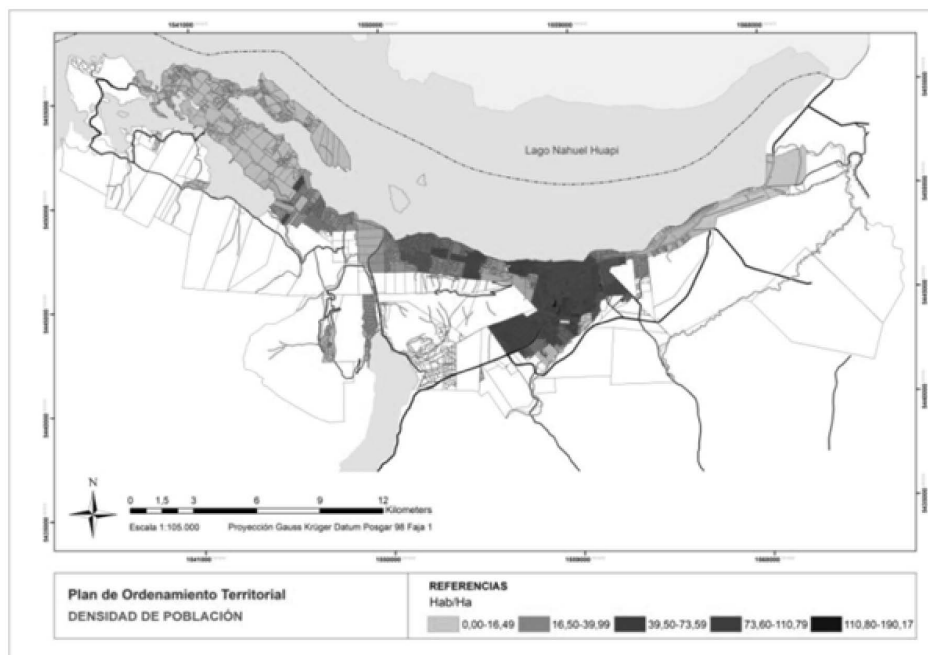 Lago Nahuel Huapi
N
0 1,5 3 6 9 12
Kilometers
Escala 1:105.000 Proyección Gauss Krüger Datum Posgar 98 Faja 1
Plan de Ordenamiento Territorial
DENSIDAD DE POBLACIÓN
REFERENCIAS
Hab/Ha
0,00-16,49 16,50-39,99 39,50-73,59 73,60-110,79 110,80-190,17